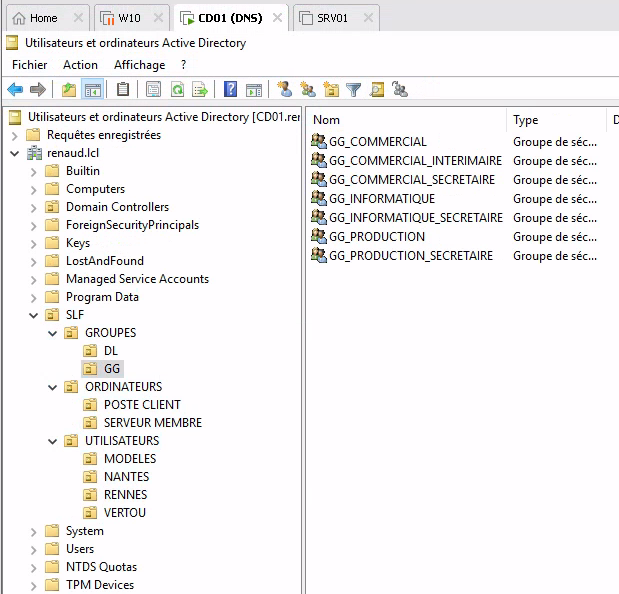 Home W10 CD01 (DNS) SRV01
Utilisateurs et ordinateurs Active Directory
Fichier Action Affichage ?
Utilisateurs et ordinateurs Active Directory [CD01.rer
Requêtes enregistrées
renaud.lcl
Builtin
Computers
Domain Controllers
ForeignSecurityPrincipals
Keys
LostAndFound
Managed Service Accounts
Program Data
SLF
GROUPES
DL
GG
ORDINATEURS
POSTE CLIENT
SERVEUR MEMBRE
UTILISATEURS
MODELES
NANTES
RENNES
VERTOU
System
Users
NTDS Quotas
TPM Devices
Nom Type D
GG_COMMERCIAL Groupe de séc...
GG_COMMERCIAL_INTERIMAIRE Groupe de séc...
GG_COMMERCIAL_SECRETAIRE Groupe de séc...
GG_INFORMATIQUE Groupe de séc...
GG_INFORMATIQUE_SECRETAIRE Groupe de séc...
GG_PRODUCTION Groupe de séc...
GG_PRODUCTION_SECRETAIRE Groupe de séc...